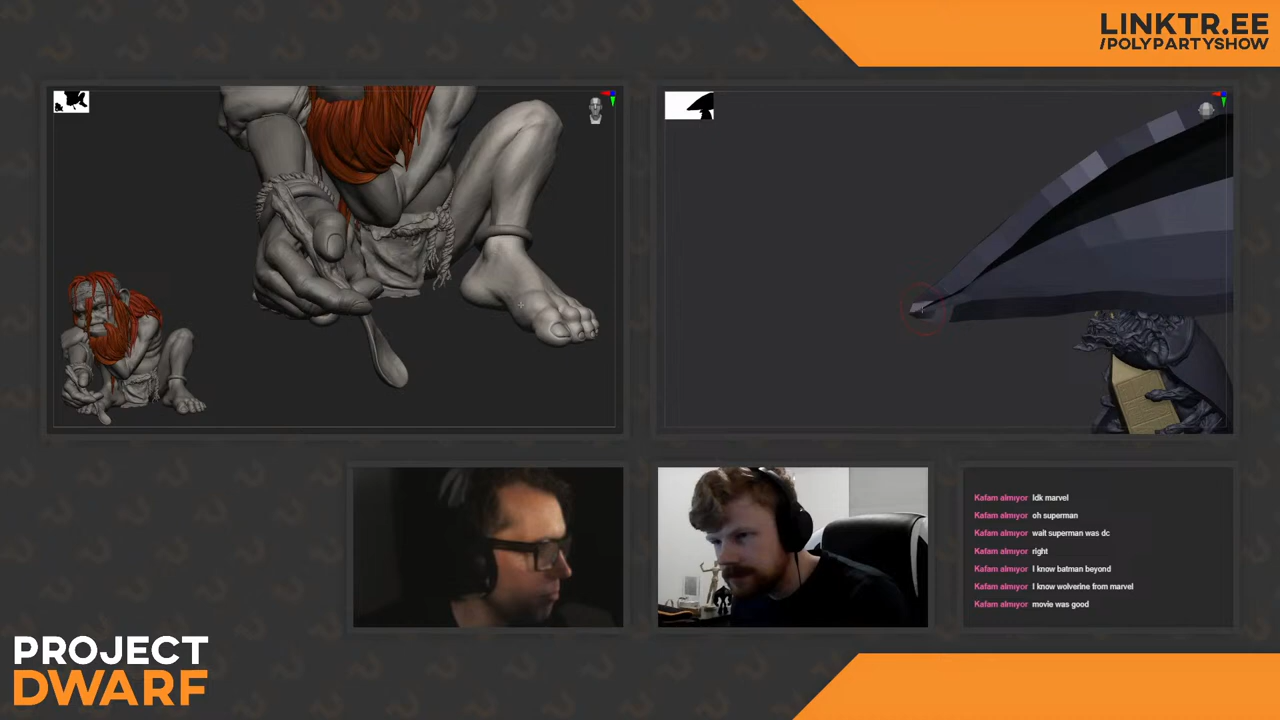 LINKTR.EE
/POLYPARTYSHOW
Kafam almıyor Idk marvel
Kafam almıyor oh superman
Kafam almıyor wait superman was dc
Kafam almıyor right
Kafam almıyor I know batman beyond
Kafam almıyor I know wolverine from marvel
Kafam almıyor movie was good
PROJECT
DWARF